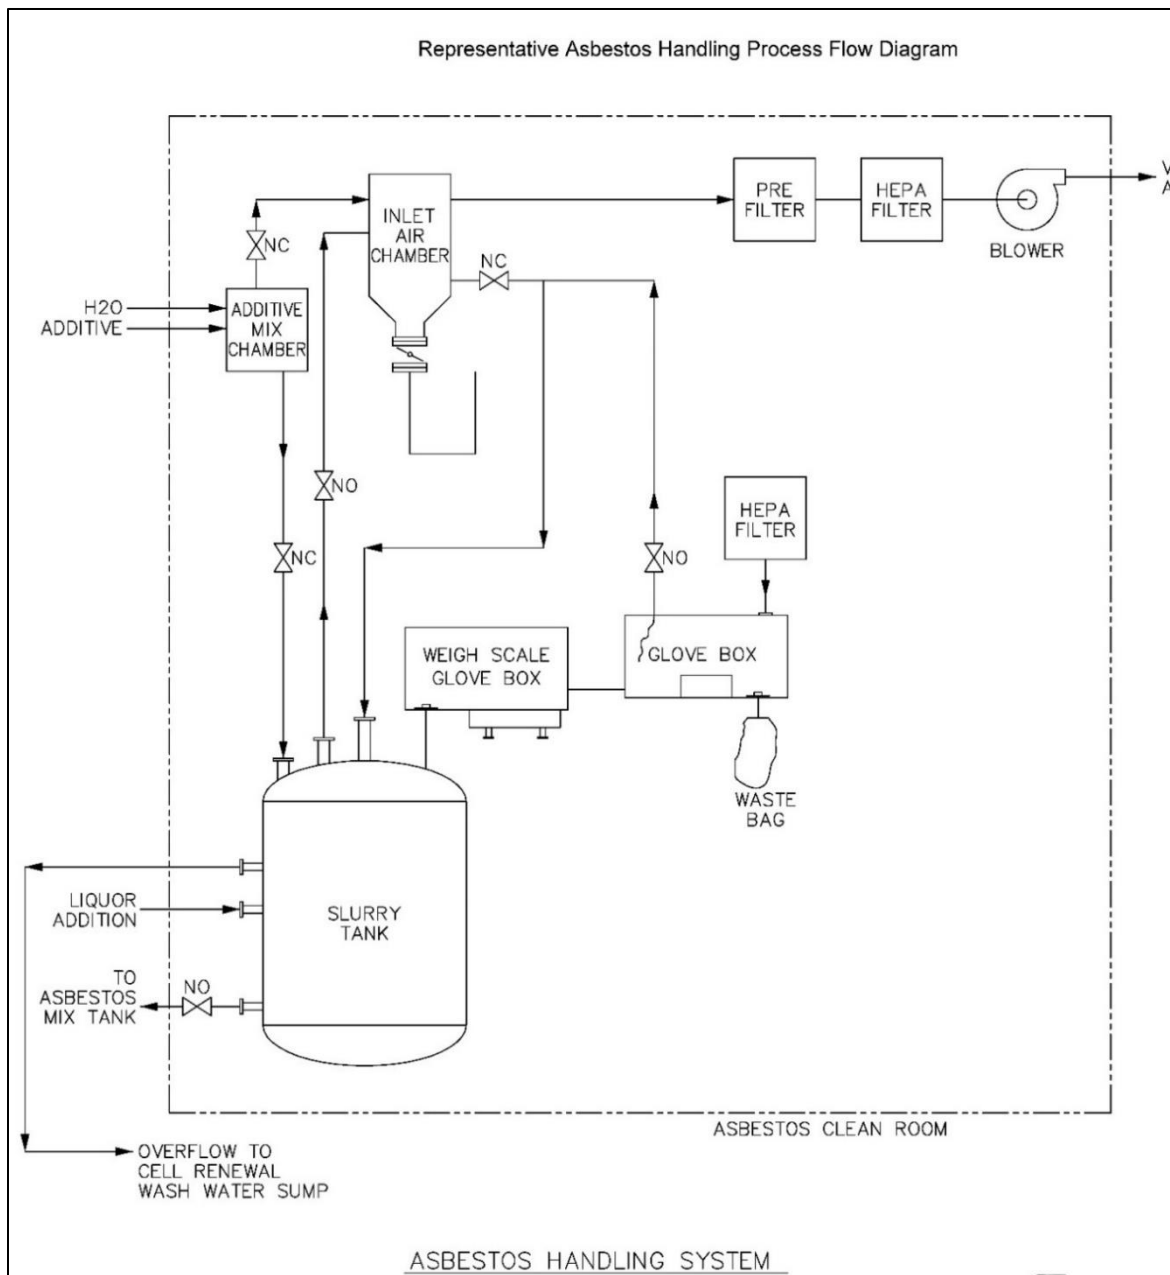 Representative Asbestos Handling Process Flow Diagram
V
A
PRE
FILTER
HEPA
FILTER
BLOWER
INLET
AIR
CHAMBER
NC
NC
H2O
ADDITIVE
ADDITIVE
MIX
CHAMBER
NO
NC
NO
HEPA
FILTER
WEIGH SCALE
GLOVE BOX
GLOVE BOX
WASTE
BAG
LIQUOR
ADDITION
SLURRY
TANK
TO
ASBESTOS
MIX TANK
NO
ASBESTOS CLEAN ROOM
OVERFLOW TO
CELL RENEWAL
WASH WATER SUMP
ASBESTOS HANDLING SYSTEM